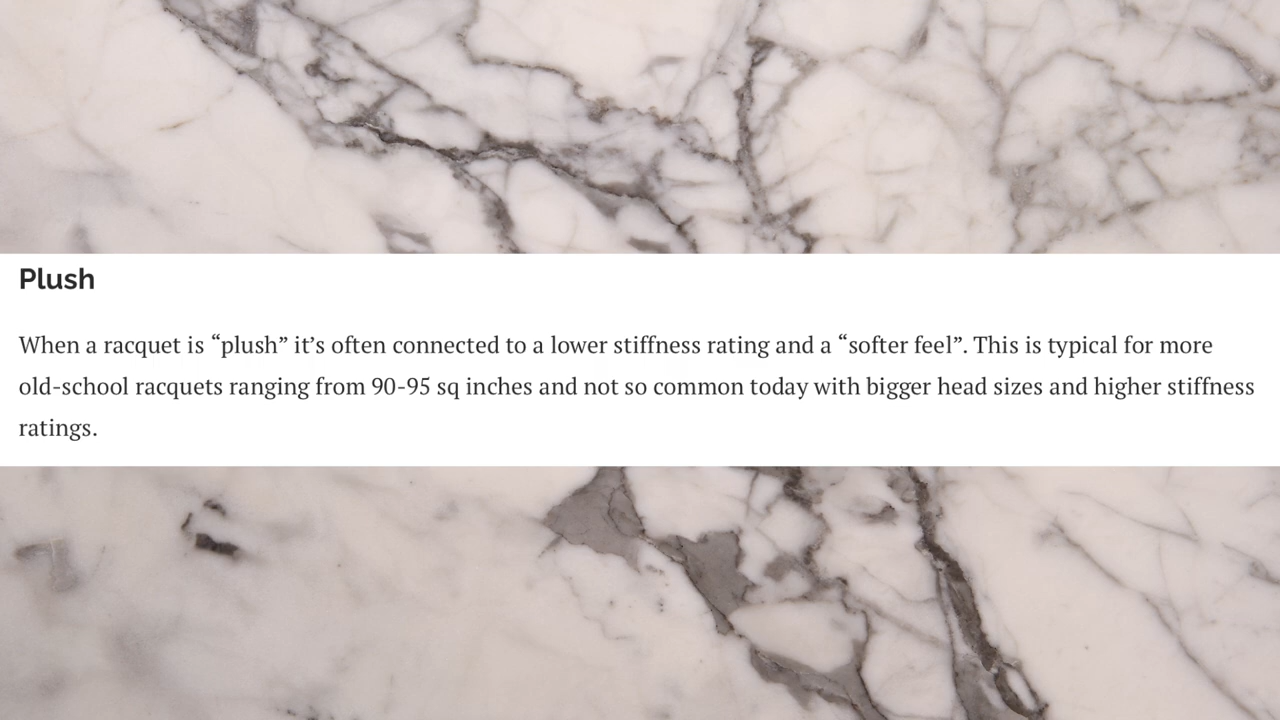 Plush
When a racquet is “plush” it’s often connected to a lower stiffness rating and a “softer feel”. This is typical for more
old-school racquets ranging from 90-95 sq inches and not so common today with bigger head sizes and higher stiffness
ratings.